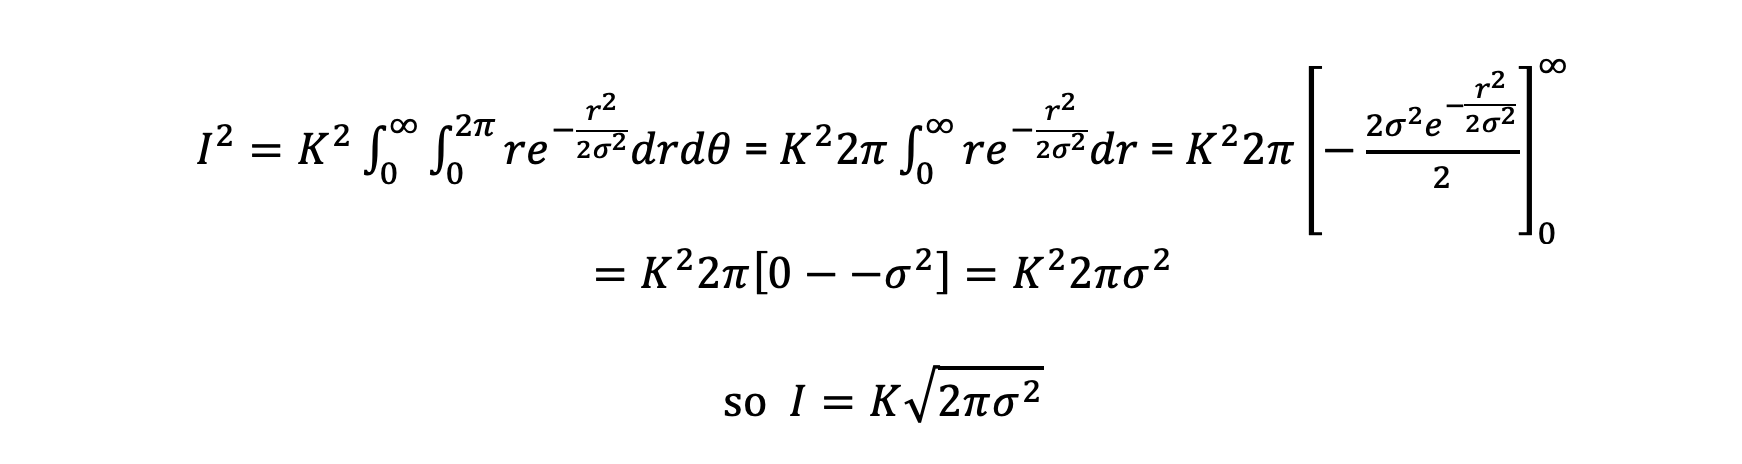 I² = K² ∫₀^∞ ∫₀^2π re^(−r²/2σ²) drdθ = K²2π ∫₀^∞ re^(−r²/2σ²) dr = K²2π [−2σ²e^(−r²/2σ²)/2]₀^∞
= K²2π[0 − −σ²] = K²2πσ²
so I = K√(2πσ²)